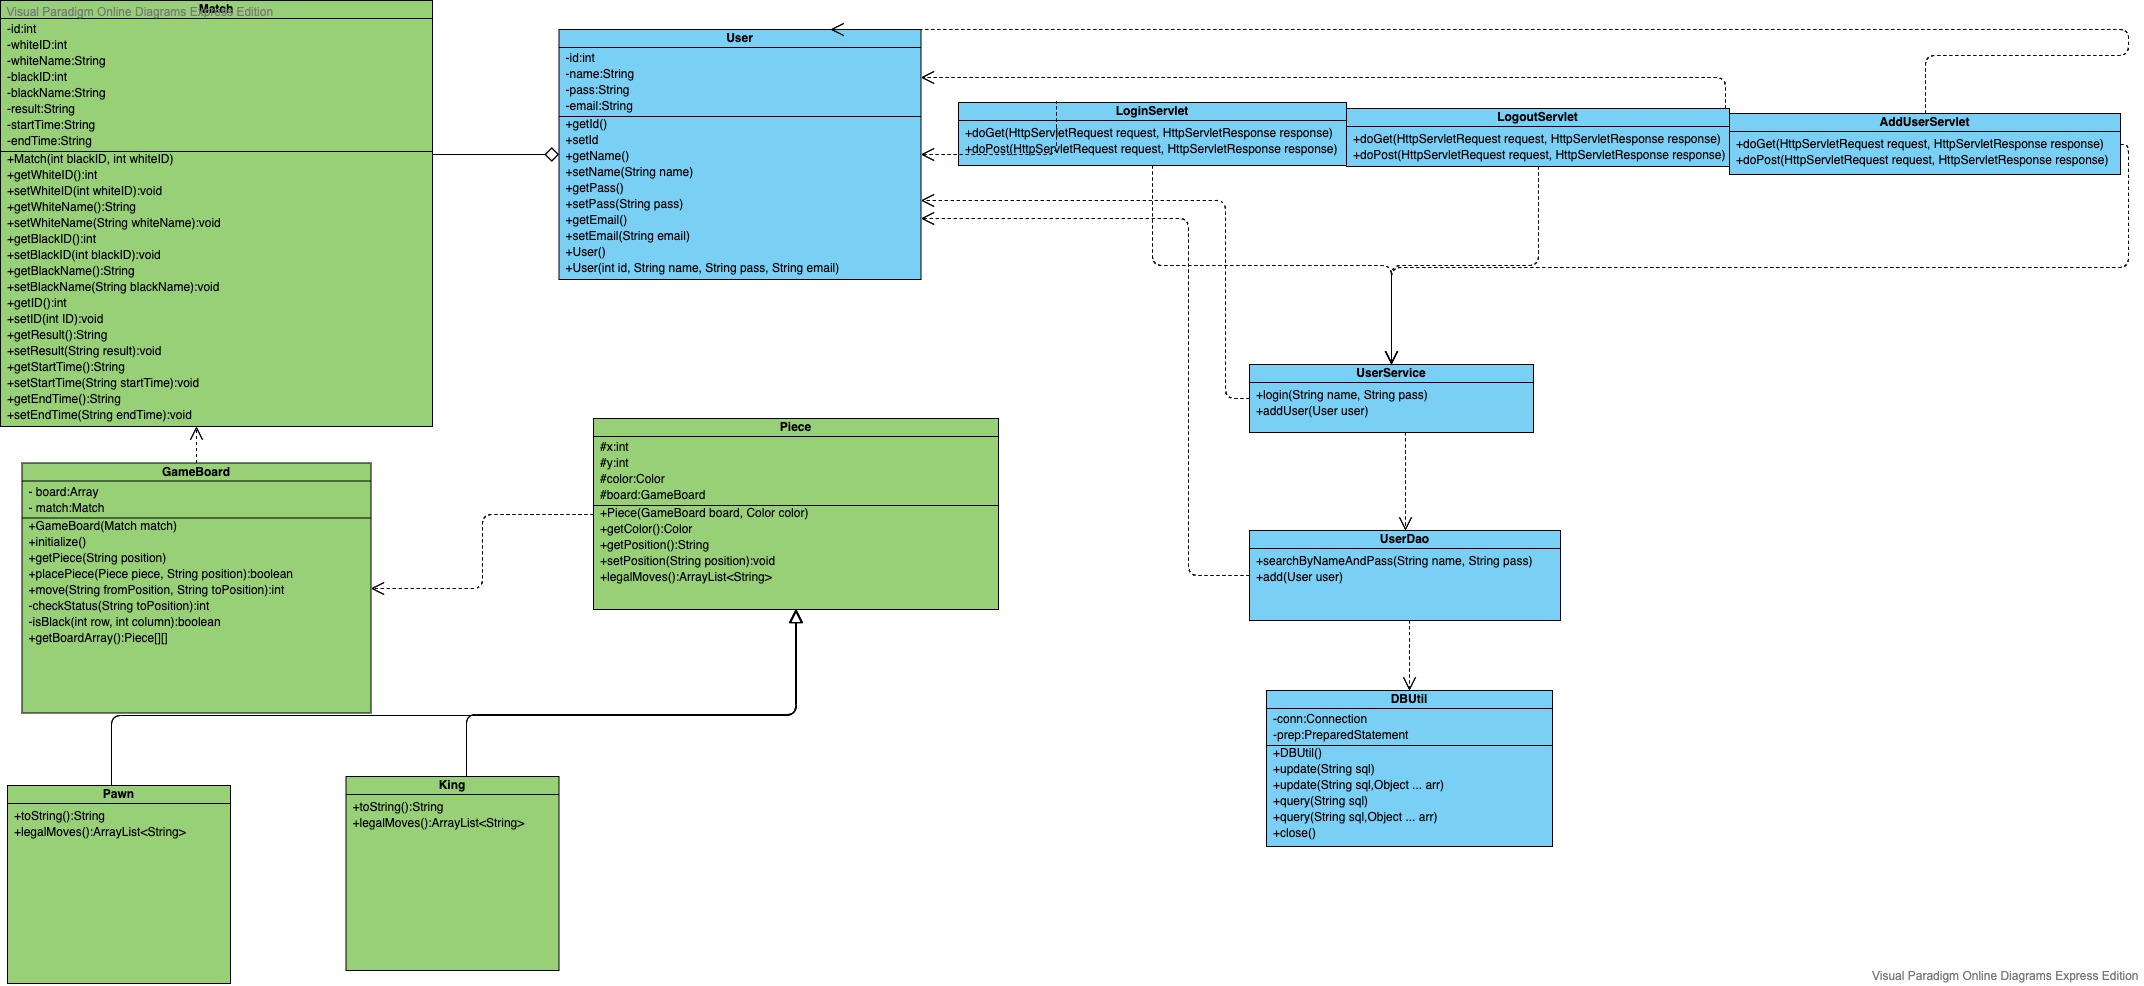 Visual Paradigm Online Diagrams Express Edition
Match
-id:int
-whiteID:int
-whiteName:String
-blackID:int
-blackName:String
-result:String
-startTime:String
-endTime:String
+Match(int blackID, int whiteID)
+getWhiteID():int
+setWhiteID(int whiteID):void
+getWhiteName():String
+setWhiteName(String whiteName):void
+getBlackID():int
+setBlackID(int blackID):void
+getBlackName():String
+setBlackName(String blackName):void
+getID():int
+setID(int ID):void
+getResult():String
+setResult(String result):void
+getStartTime():String
+setStartTime(String startTime):void
+getEndTime():String
+setEndTime(String endTime):void
User
-id:int
-name:String
-pass:String
-email:String
+getId()
+setId
+getName()
+setName(String name)
+getPass()
+setPass(String pass)
+getEmail()
+setEmail(String email)
+User()
+User(int id, String name, String pass, String email)
LoginServlet
+doGet(HttpServletRequest request, HttpServletResponse response)
+doPost(HttpServletRequest request, HttpServletResponse response)
LogoutServlet
+doGet(HttpServletRequest request, HttpServletResponse response)
+doPost(HttpServletRequest request, HttpServletResponse response)
AddUserServlet
+doGet(HttpServletRequest request, HttpServletResponse response)
+doPost(HttpServletRequest request, HttpServletResponse response)
UserService
+login(String name, String pass)
+addUser(User user)
GameBoard
- board:Array
- match:Match
+GameBoard(Match match)
+initialize()
+getPiece(String position)
+placePiece(Piece piece, String position):boolean
+move(String fromPosition, String toPosition):int
-checkStatus(String toPosition):int
-isBlack(int row, int column):boolean
+getBoardArray():Piece[][]
Piece
#x:int
#y:int
#color:Color
#board:GameBoard
+Piece(GameBoard board, Color color)
+getColor():Color
+getPosition():String
+setPosition(String position):void
+legalMoves():ArrayList<String>
UserDao
+searchByNameAndPass(String name, String pass)
+add(User user)
DBUtil
-conn:Connection
-prep:PreparedStatement
+DBUtil()
+update(String sql)
+update(String sql,Object ... arr)
+query(String sql)
+query(String sql,Object ... arr)
+close()
Pawn
+toString():String
+legalMoves():ArrayList<String>
King
+toString():String
+legalMoves():ArrayList<String>
Visual Paradigm Online Diagrams Express Edition